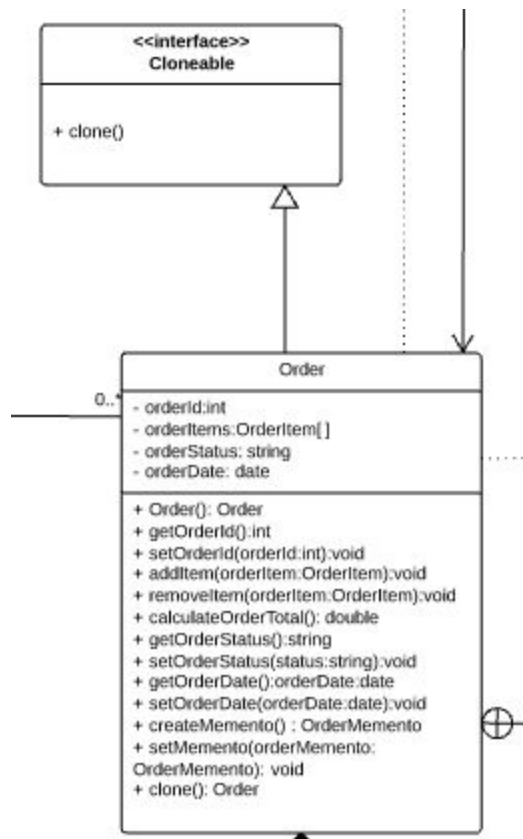 <<interface>>
Cloneable
+ clone()
Order
0..*
- orderId:int
- orderItems:OrderItem[ ]
- orderStatus: string
- orderDate: date
+ Order(): Order
+ getOrderId():int
+ setOrderId(orderId:int):void
+ addItem(orderItem:OrderItem):void
+ removeItem(orderItem:OrderItem):void
+ calculateOrderTotal(): double
+ getOrderStatus():string
+ setOrderStatus(status:string):void
+ getOrderDate():orderDate:date
+ setOrderDate(orderDate:date):void
+ createMemento() : OrderMemento
+ setMemento(orderMemento:
OrderMemento): void
+ clone(): Order